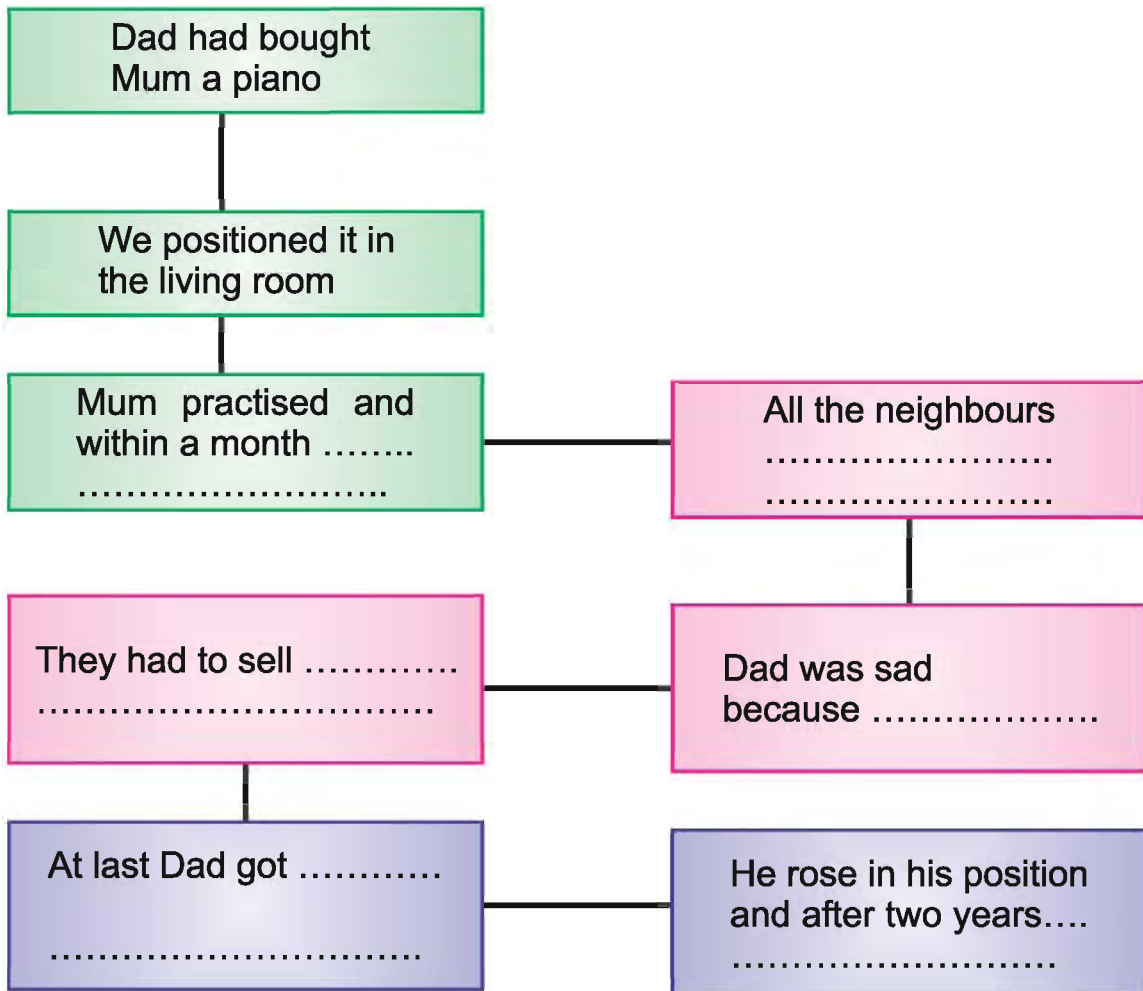 Dad had bought
Mum a piano
We positioned it in
the living room
Mum practised and
within a month ........
..........................
All the neighbours
........................
........................
Dad was sad
because ...................
They had to sell .............
.................................
At last Dad got ............
...............................
He rose in his position
and after two years....
...........................